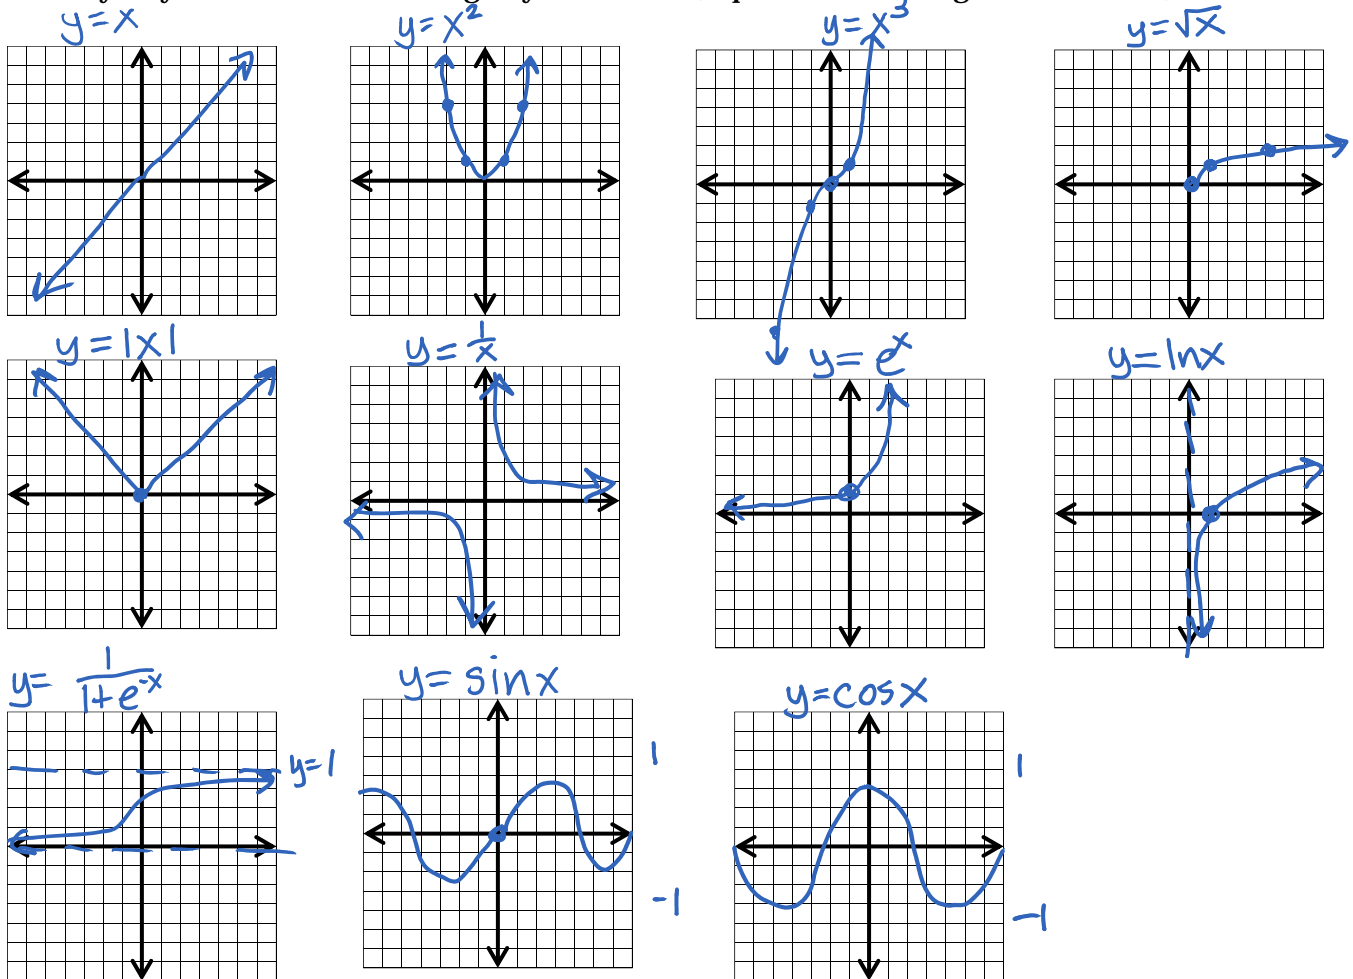 y=x
y=x²
y=x³
y=√x
y=|x|
y=1/x
y=eˣ
y=lnx
y=1/(1+e⁻ˣ)
y=1
y=sinx
1
-1
y=cosx
1
-1